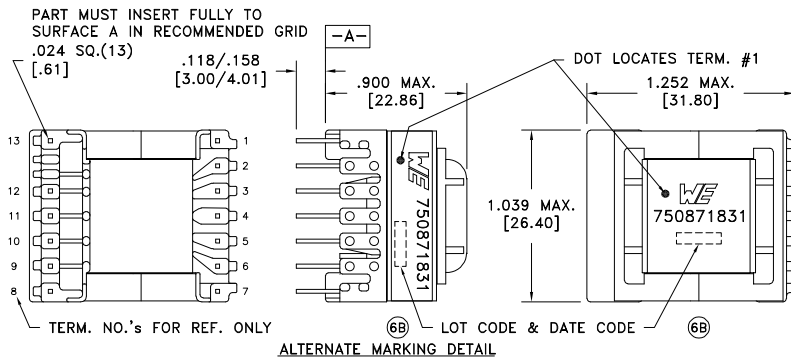 PART MUST INSERT FULLY TO
SURFACE A IN RECOMMENDED GRID
.024 SQ.(13)
[.61]
.118/.158
[3.00/4.01]
-A-
.900 MAX.
[22.86]
DOT LOCATES TERM. #1
1.252 MAX.
[31.80]
13
12
11
10
9
8
1
2
3
4
5
6
7
WE
750871831
1.039 MAX.
[26.40]
WE
750871831
TERM. NO.'s FOR REF. ONLY
6B
LOT CODE & DATE CODE
6B
ALTERNATE MARKING DETAIL